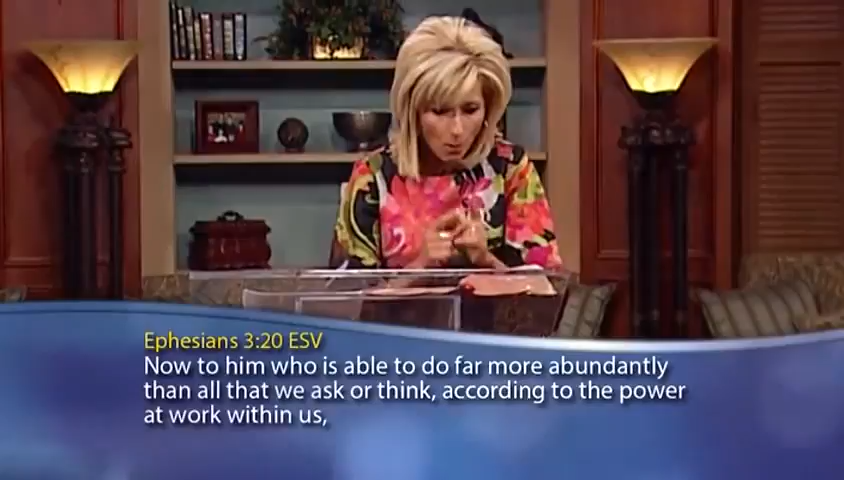 Ephesians 3:20 ESV
Now to him who is able to do far more abundantly
than all that we ask or think, according to the power
at work within us,